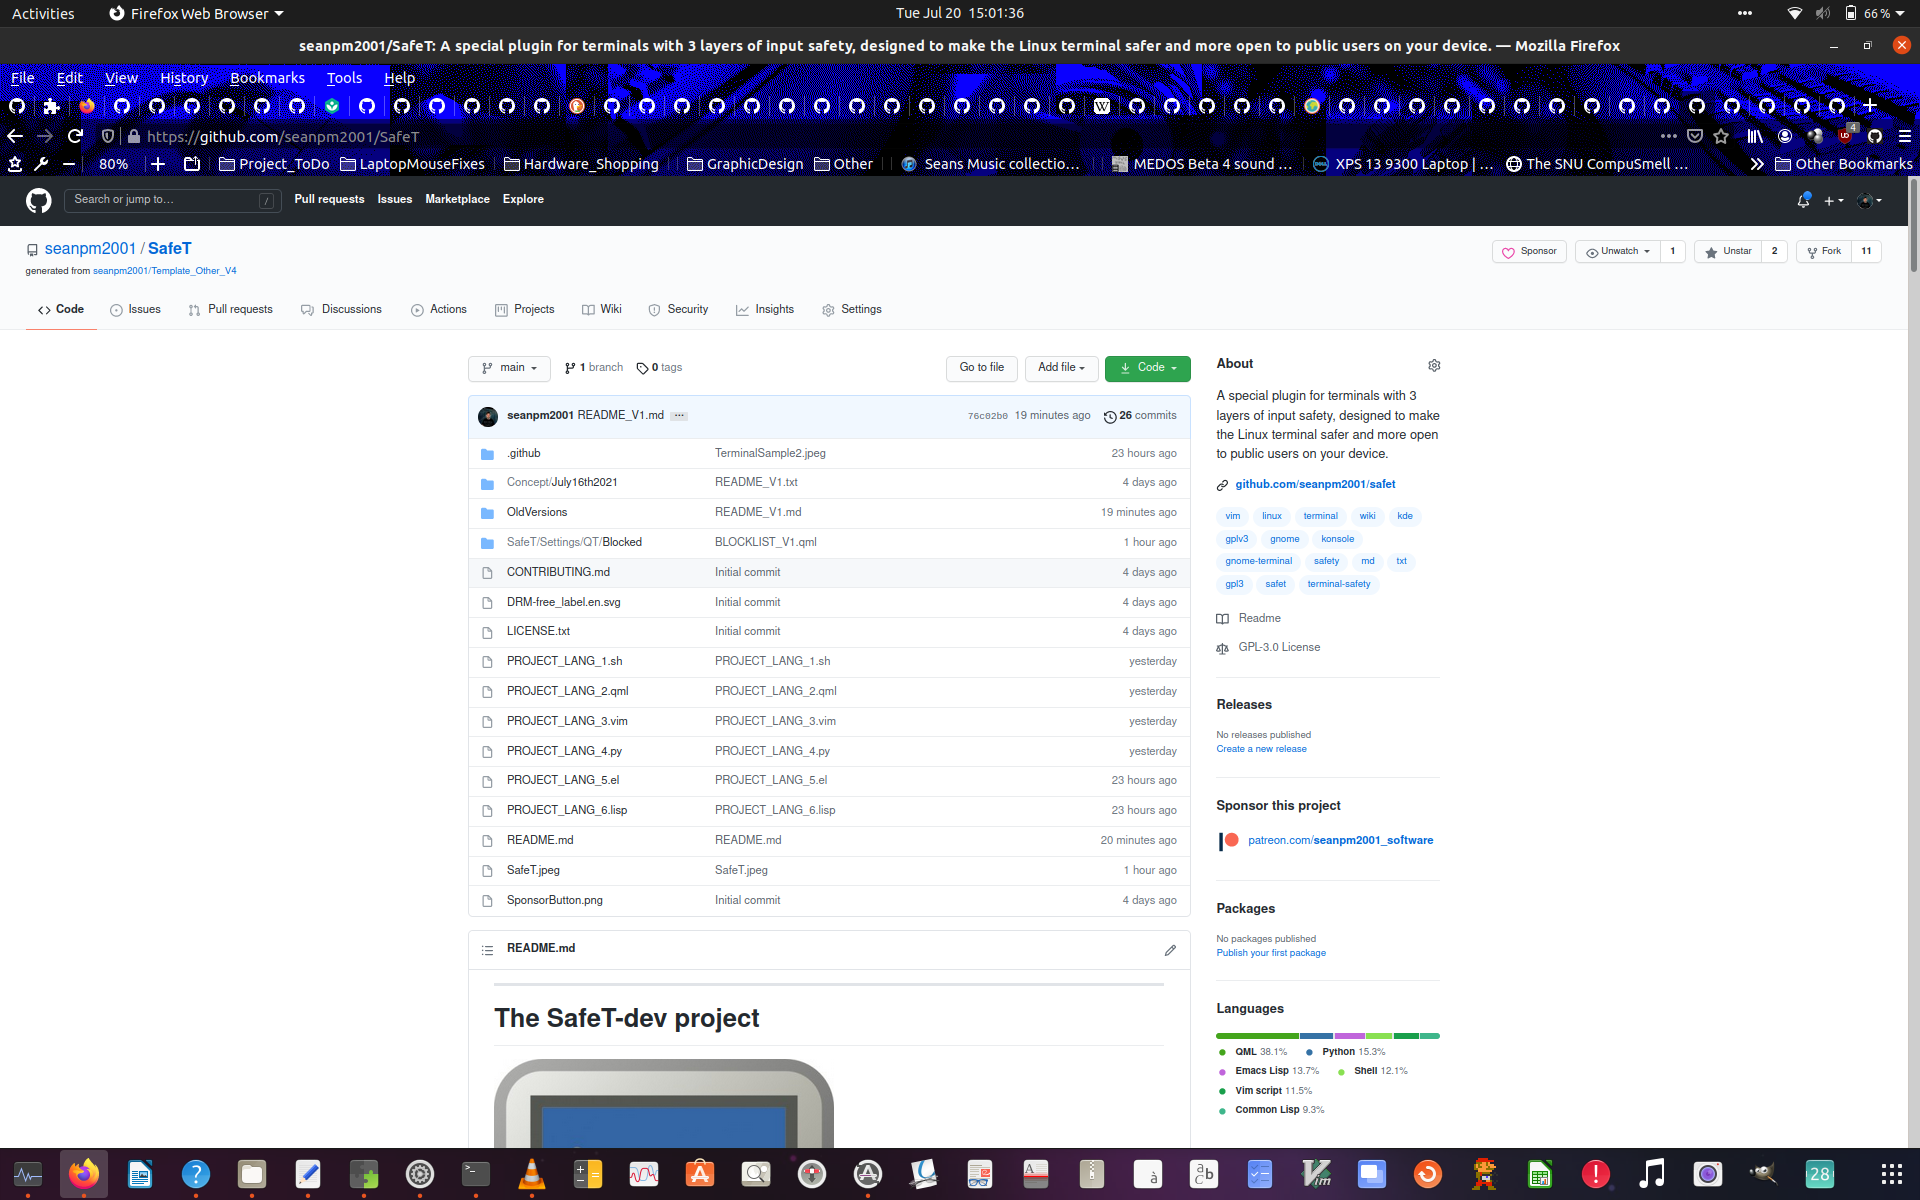 Activities Firefox Web Browser Tue Jul 20 15:01:36 66 %
seanpm2001/SafeT: A special plugin for terminals with 3 layers of input safety, designed to make the Linux terminal safer and more open to public users on your device. — Mozilla Firefox
File Edit View History Bookmarks Tools Help
https://github.com/seanpm2001/SafeT 4
80% Project_ToDo LaptopMouseFixes Hardware_Shopping GraphicDesign Other Seans Music collectio… MEDOS Beta 4 sound … XPS 13 9300 Laptop | … The SNU CompuSmell … Other Bookmarks
Search or jump to… / Pull requests Issues Marketplace Explore
seanpm2001 / SafeT Sponsor Unwatch 1 Unstar 2 Fork 11
generated from seanpm2001/Template_Other_V4
Code Issues Pull requests Discussions Actions Projects Wiki Security Insights Settings
main 1 branch 0 tags Go to file Add file Code
seanpm2001 README_V1.md ... 76c02b0 19 minutes ago 26 commits
.github TerminalSample2.jpeg 23 hours ago
Concept/July16th2021 README_V1.txt 4 days ago
OldVersions README_V1.md 19 minutes ago
SafeT/Settings/QT/Blocked BLOCKLIST_V1.qml 1 hour ago
CONTRIBUTING.md Initial commit 4 days ago
DRM-free_label.en.svg Initial commit 4 days ago
LICENSE.txt Initial commit 4 days ago
PROJECT_LANG_1.sh PROJECT_LANG_1.sh yesterday
PROJECT_LANG_2.qml PROJECT_LANG_2.qml yesterday
PROJECT_LANG_3.vim PROJECT_LANG_3.vim yesterday
PROJECT_LANG_4.py PROJECT_LANG_4.py yesterday
PROJECT_LANG_5.el PROJECT_LANG_5.el 23 hours ago
PROJECT_LANG_6.lisp PROJECT_LANG_6.lisp 23 hours ago
README.md README.md 20 minutes ago
SafeT.jpeg SafeT.jpeg 1 hour ago
SponsorButton.png Initial commit 4 days ago
README.md
The SafeT-dev project
About
A special plugin for terminals with 3
layers of input safety, designed to make
the Linux terminal safer and more open
to public users on your device.
github.com/seanpm2001/safet
vim linux terminal wiki kde
gplv3 gnome konsole
gnome-terminal safety md txt
gpl3 safet terminal-safety
Readme
GPL-3.0 License
Releases
No releases published
Create a new release
Sponsor this project
patreon.com/seanpm2001_software
Packages
No packages published
Publish your first package
Languages
QML 38.1% Python 15.3%
Emacs Lisp 13.7% Shell 12.1%
Vim script 11.5%
Common Lisp 9.3%
28